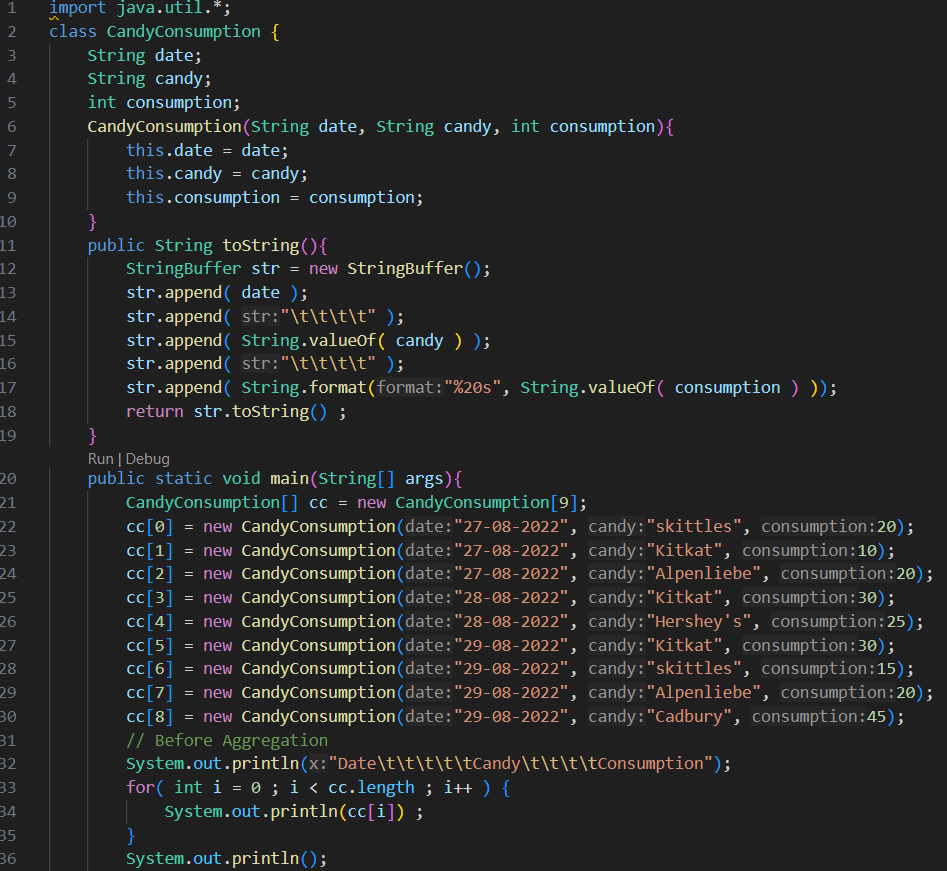 1 import java.util.*;
2 class CandyConsumption {
3 String date;
4 String candy;
5 int consumption;
6 CandyConsumption(String date, String candy, int consumption){
7 this.date = date;
8 this.candy = candy;
9 this.consumption = consumption;
10 }
11 public String toString(){
12 StringBuffer str = new StringBuffer();
13 str.append( date );
14 str.append( str:"\t\t\t\t" );
15 str.append( String.valueOf( candy ) );
16 str.append( str:"\t\t\t\t" );
17 str.append( String.format(format:"%20s", String.valueOf( consumption ) ));
18 return str.toString() ;
19 }
Run | Debug
20 public static void main(String[] args){
21 CandyConsumption[] cc = new CandyConsumption[9];
22 cc[0] = new CandyConsumption(date:"27-08-2022", candy:"skittles", consumption:20);
23 cc[1] = new CandyConsumption(date:"27-08-2022", candy:"Kitkat", consumption:10);
24 cc[2] = new CandyConsumption(date:"27-08-2022", candy:"Alpenliebe", consumption:20);
25 cc[3] = new CandyConsumption(date:"28-08-2022", candy:"Kitkat", consumption:30);
26 cc[4] = new CandyConsumption(date:"28-08-2022", candy:"Hershey's", consumption:25);
27 cc[5] = new CandyConsumption(date:"29-08-2022", candy:"Kitkat", consumption:30);
28 cc[6] = new CandyConsumption(date:"29-08-2022", candy:"skittles", consumption:15);
29 cc[7] = new CandyConsumption(date:"29-08-2022", candy:"Alpenliebe", consumption:20);
30 cc[8] = new CandyConsumption(date:"29-08-2022", candy:"Cadbury", consumption:45);
31 // Before Aggregation
32 System.out.println(x:"Date\t\t\t\t\tCandy\t\t\t\tConsumption");
33 for( int i = 0 ; i < cc.length ; i++ ) {
34 System.out.println(cc[i]) ;
35 }
36 System.out.println();